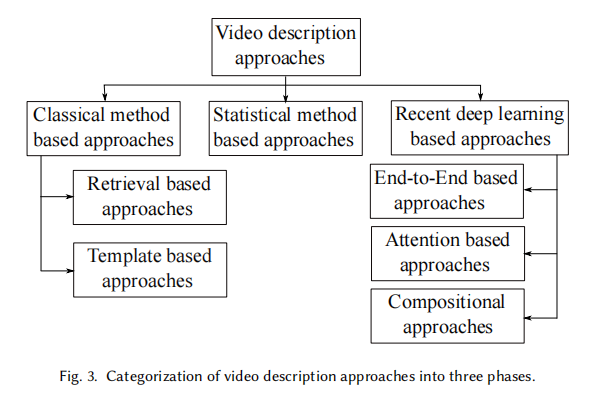 Video description
approaches
Classical method
based approaches
Statistical method
based approaches
Recent deep learning
based approaches
Retrieval based
approaches
Template based
approaches
End-to-End based
approaches
Attention based
approaches
Compositional
approaches
Fig. 3. Categorization of video description approaches into three phases.